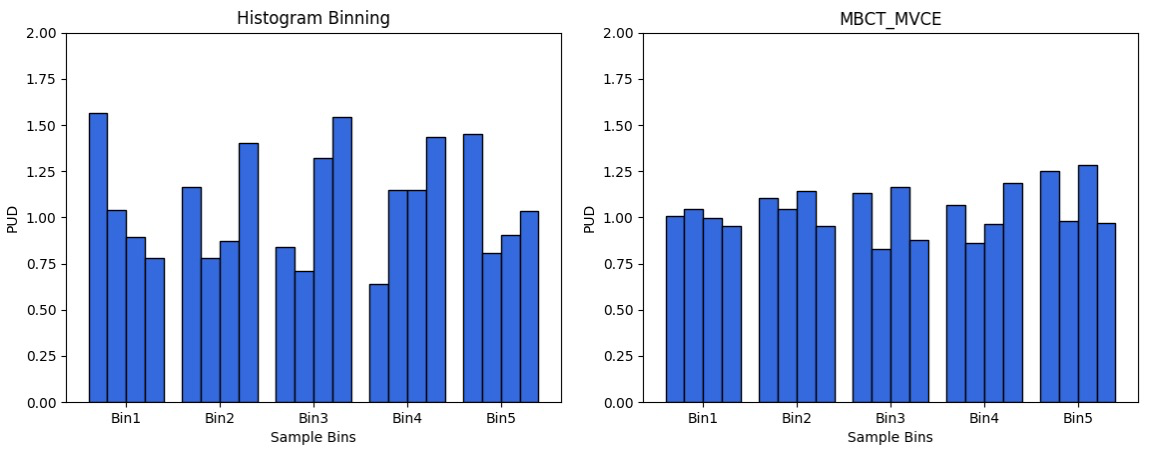 Histogram Binning
2.00
1.75
1.50
1.25
1.00
0.75
0.50
0.25
0.00
PUD
Bin1 Bin2 Bin3 Bin4 Bin5
Sample Bins
MBCT_MVCE
2.00
1.75
1.50
1.25
1.00
0.75
0.50
0.25
0.00
PUD
Bin1 Bin2 Bin3 Bin4 Bin5
Sample Bins